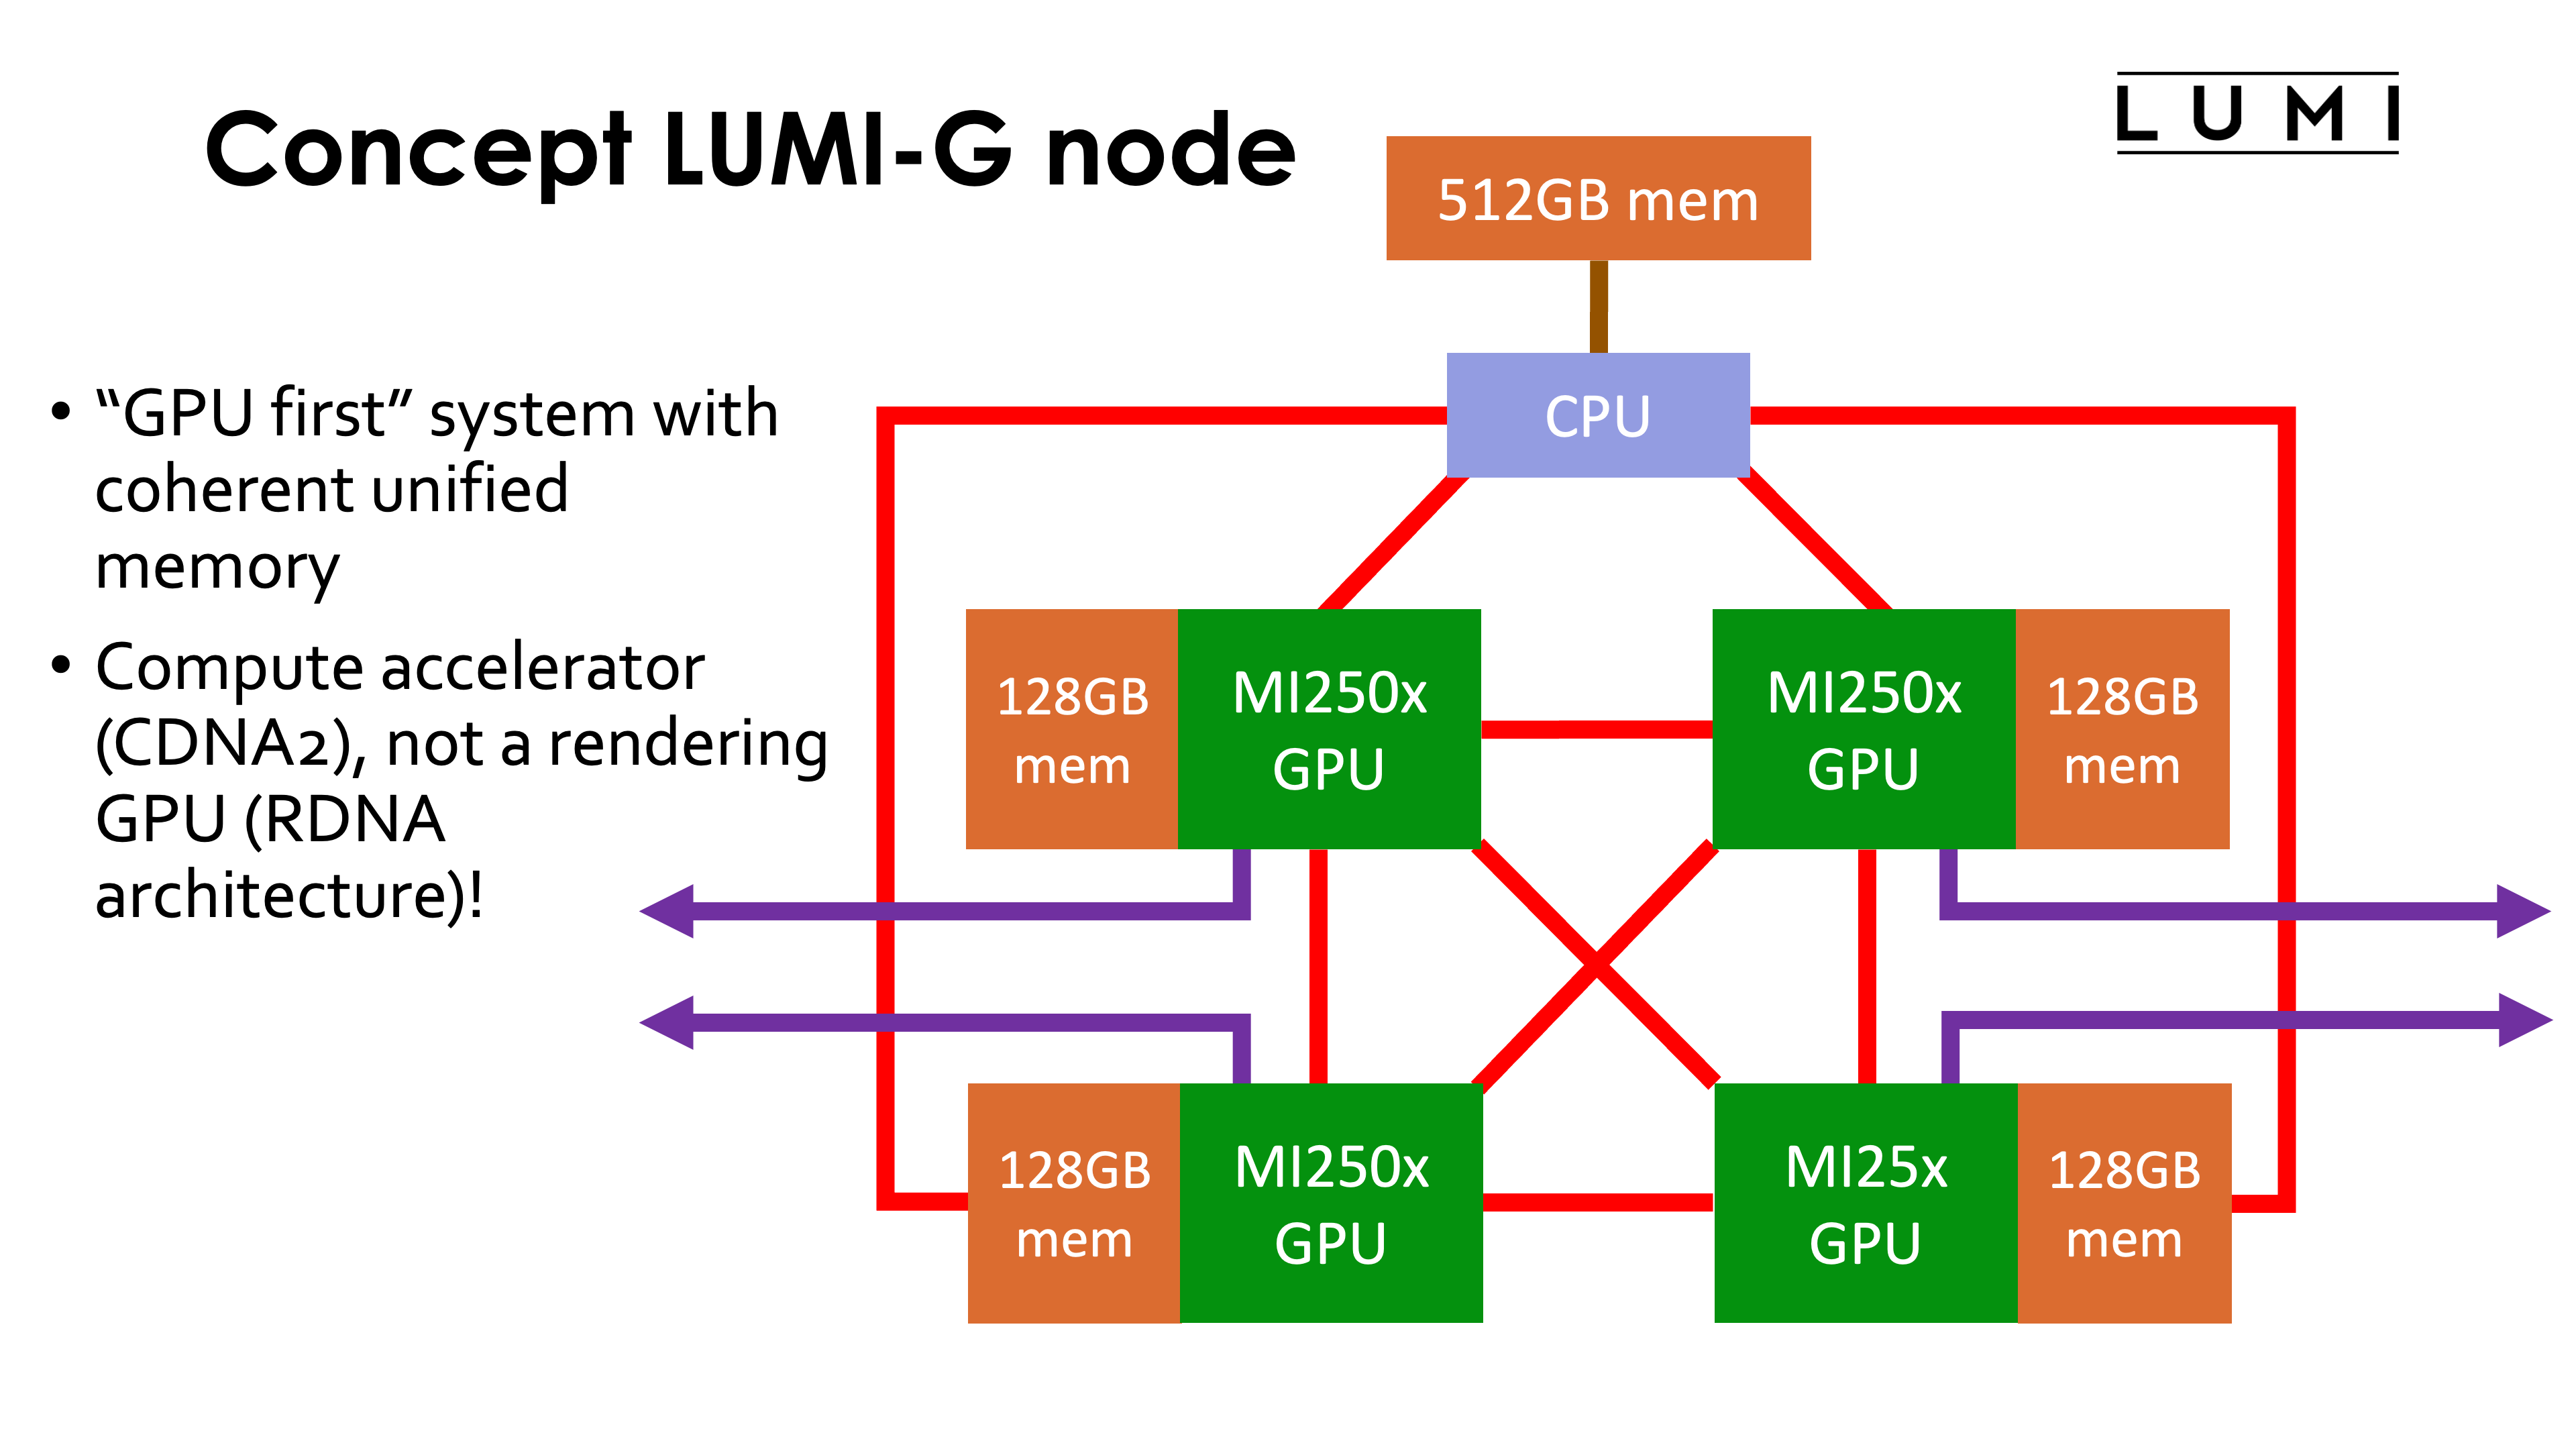 Concept LUMI-G node
LUMI
512GB mem
CPU
• “GPU first” system with
coherent unified
memory
• Compute accelerator
(CDNA2), not a rendering
GPU (RDNA
architecture)!
128GB
mem
MI250x
GPU
MI250x
GPU
128GB
mem
128GB
mem
MI250x
GPU
MI25x
GPU
128GB
mem